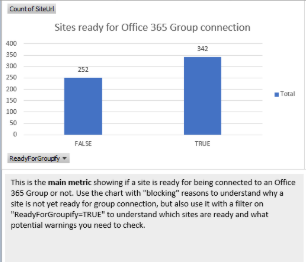 Count of SiteUrl
Sites ready for Office 365 Group connection
400
350
300
250
200
150
100
50
0
252
342
FALSE
TRUE
Total
ReadyForGroupify
This is the main metric showing if a site is ready for being connected to an Office
365 Group or not. Use the chart with "blocking" reasons to understand why a
site is not yet ready for group connection, but also use it with a filter on
"ReadyForGroupify=TRUE" to understand which sites are ready and what
potential warnings you need to check.